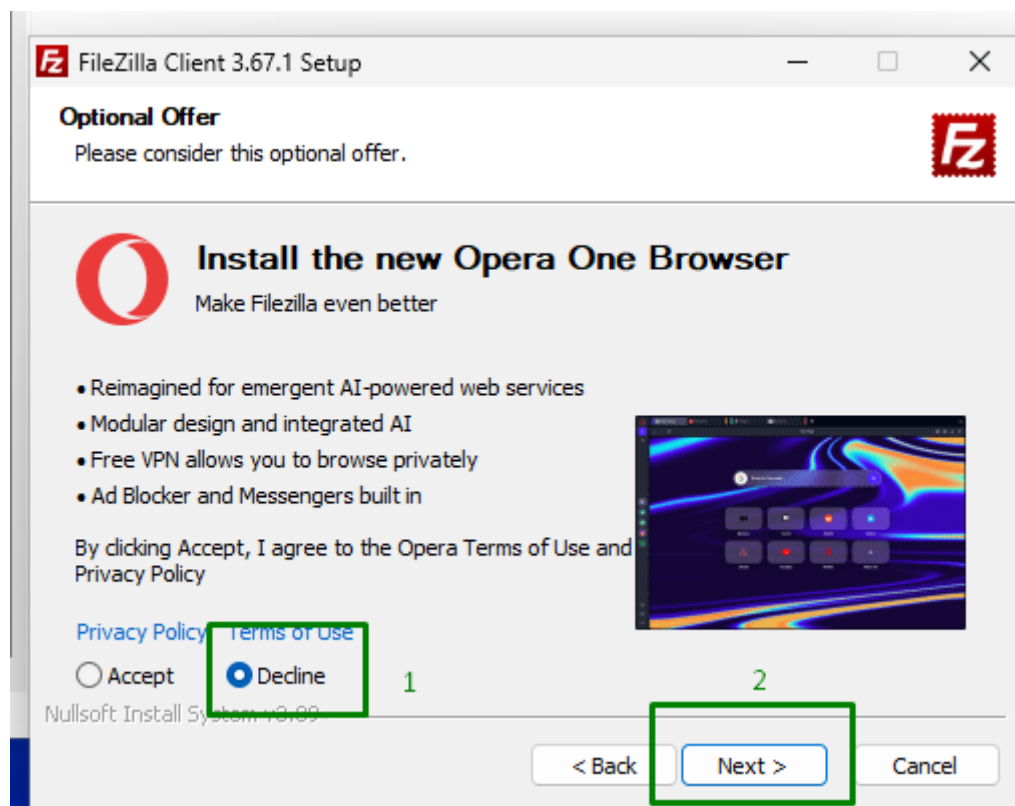 FileZilla Client 3.67.1 Setup
Optional Offer
Please consider this optional offer.
Install the new Opera One Browser
Make Filezilla even better
• Reimagined for emergent AI-powered web services
• Modular design and integrated AI
• Free VPN allows you to browse privately
• Ad Blocker and Messengers built in
By clicking Accept, I agree to the Opera Terms of Use and
Privacy Policy
Privacy Policy Terms of Use
Accept Decline 1 2
Nullsoft Install System v3.09
< Back Next > Cancel